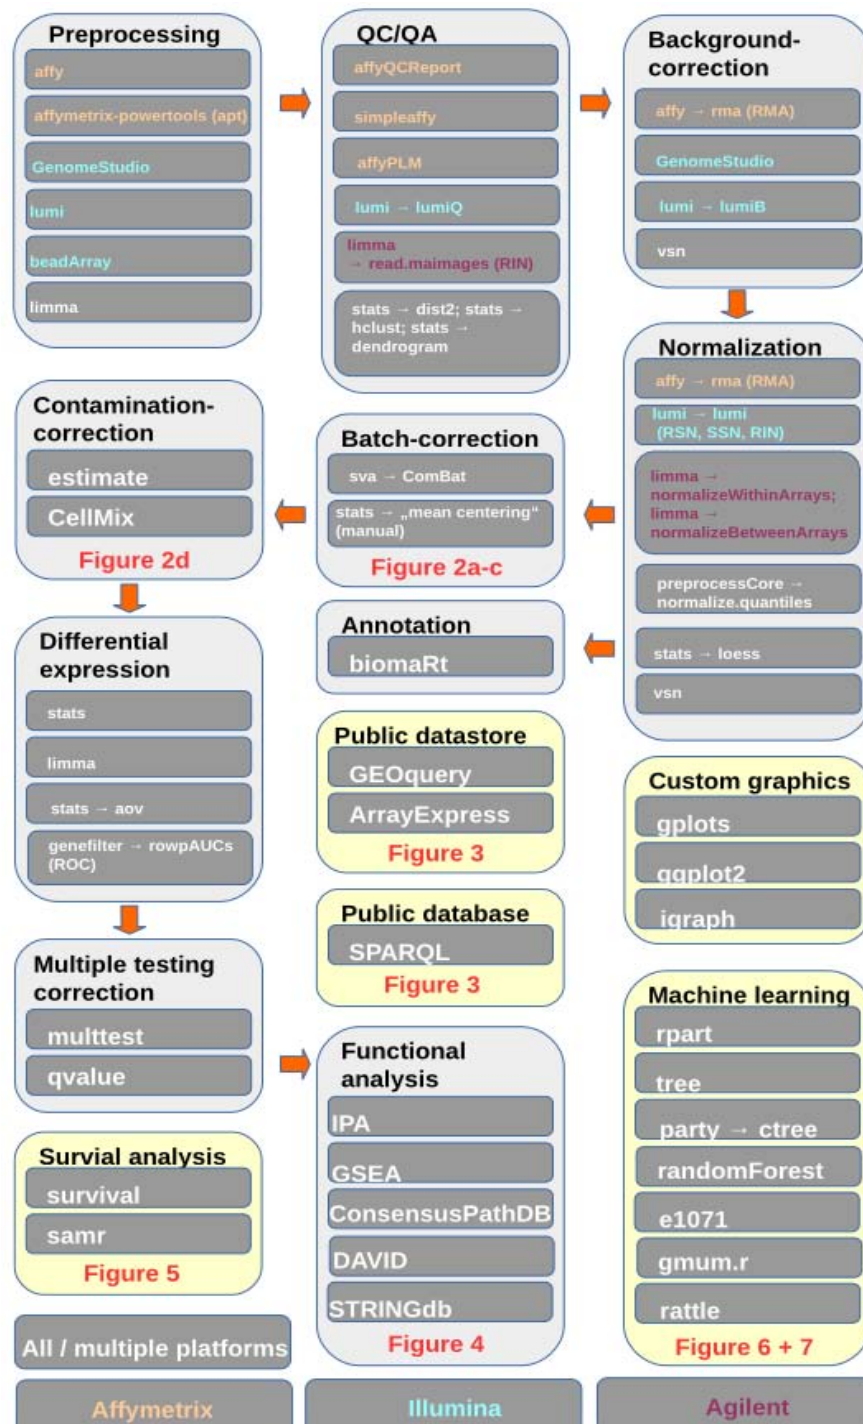 Preprocessing
affy
affymetrix-powertools (apt)
GenomeStudio
lumi
beadArray
limma
QC/QA
affyQCReport
simpleaffy
affyPLM
lumi → lumiQ
limma
→ read.maimages (RIN)
stats → dist2; stats →
hclust; stats →
dendrogram
Background-
correction
affy → rma (RMA)
GenomeStudio
lumi → lumiB
vsn
Normalization
affy → rma (RMA)
lumi → lumi
(RSN, SSN, RIN)
limma →
normalizeWithinArrays;
limma →
normalizeBetweenArrays
preprocessCore →
normalize.quantiles
stats → loess
vsn
Batch-correction
sva → ComBat
stats → „mean centering“
(manual)
Figure 2a-c
Annotation
biomaRt
Contamination-
correction
estimate
CellMix
Figure 2d
Differential
expression
stats
limma
stats → aov
genefilter → rowpAUCs
(ROC)
Multiple testing
correction
multtest
qvalue
Public datastore
GEOquery
ArrayExpress
Figure 3
Public database
SPARQL
Figure 3
Functional
analysis
IPA
GSEA
ConsensusPathDB
DAVID
STRINGdb
Figure 4
Custom graphics
gplots
ggplot2
igraph
Machine learning
rpart
tree
party → ctree
randomForest
e1071
gmum.r
rattle
Figure 6 + 7
Survial analysis
survival
samr
Figure 5
All / multiple platforms
Affymetrix
Illumina
Agilent